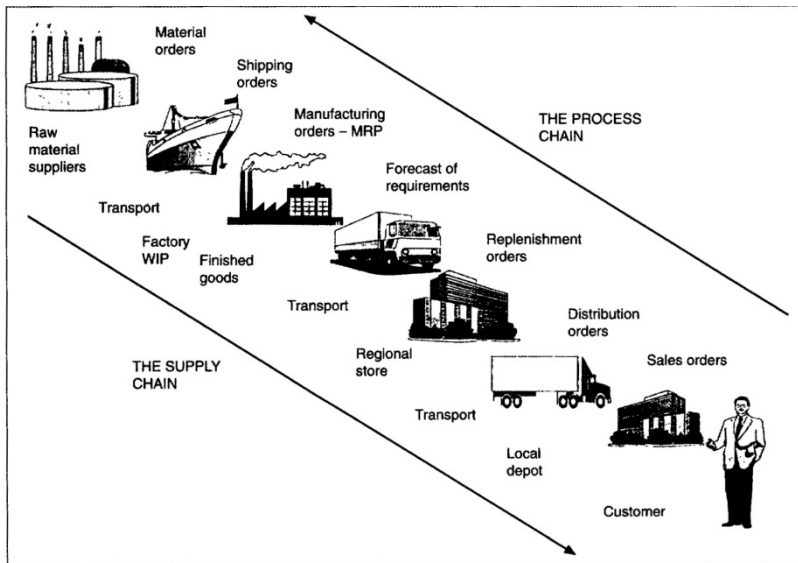 Material
orders
Shipping
orders
THE PROCESS
CHAIN
Manufacturing
orders – MRP
Raw
material
suppliers
Forecast of
requirements
Transport
Factory
WIP
Finished
goods
Replenishment
orders
Transport
Distribution
orders
Regional
store
Sales orders
THE SUPPLY
CHAIN
Transport
Local
depot
Customer